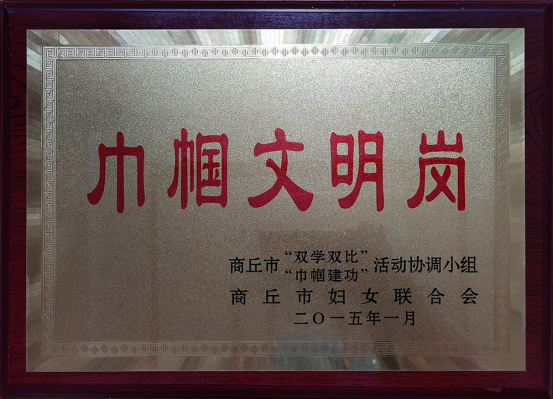 巾帼文明岗
商丘市“双学双比”“巾帼建功”活动协调小组
商丘市妇女联合会
二〇一五年一月